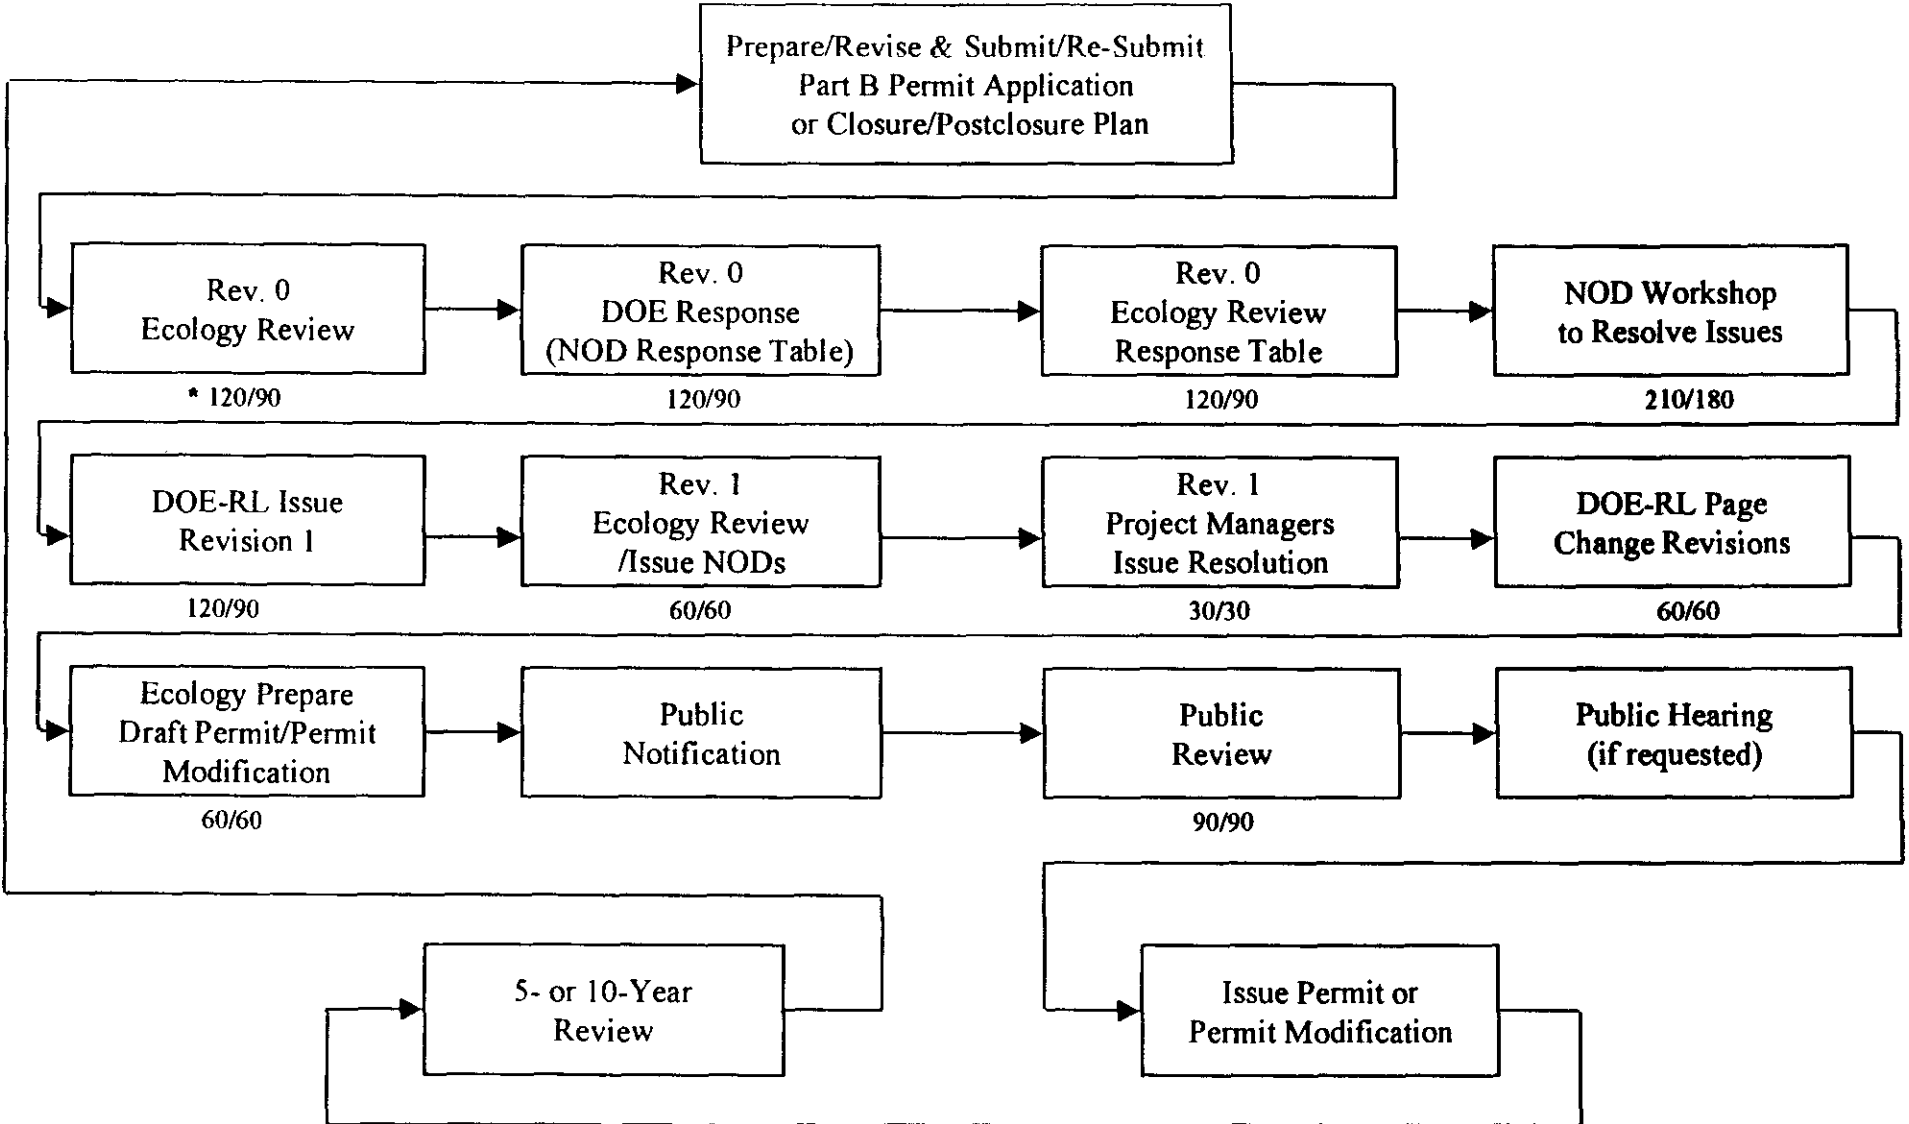 Prepare/Revise & Submit/Re-Submit
Part B Permit Application
or Closure/Postclosure Plan
Rev. 0
Ecology Review
* 120/90
Rev. 0
DOE Response
(NOD Response Table)
120/90
Rev. 0
Ecology Review
Response Table
120/90
NOD Workshop
to Resolve Issues
210/180
DOE-RL Issue
Revision 1
120/90
Rev. 1
Ecology Review
/Issue NODs
60/60
Rev. 1
Project Managers
Issue Resolution
30/30
DOE-RL Page
Change Revisions
60/60
Ecology Prepare
Draft Permit/Permit
Modification
60/60
Public
Notification
Public
Review
90/90
Public Hearing
(if requested)
5- or 10-Year
Review
Issue Permit or
Permit Modification